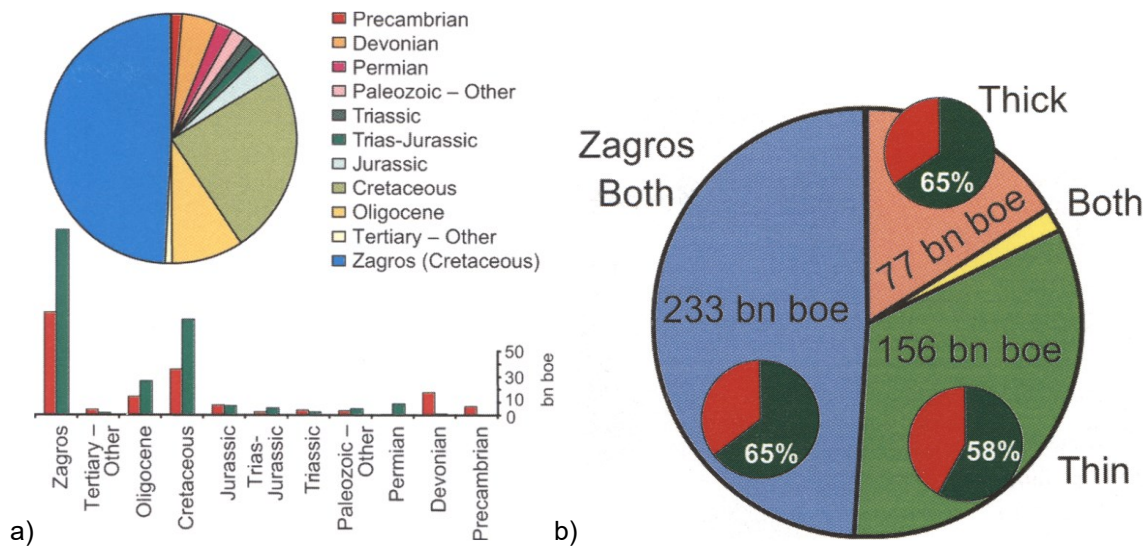 Precambrian
Devonian
Permian
Paleozoic – Other
Triassic
Trias-Jurassic
Jurassic
Cretaceous
Oligocene
Tertiary – Other
Zagros (Cretaceous)
50
30
10
0
bn boe
Zagros
Tertiary –
Other
Oligocene
Cretaceous
Jurassic
Trias-
Jurassic
Triassic
Paleozoic –
Other
Permian
Devonian
Precambrian
a)
Zagros
Both
Thick
65%
Both
77 bn boe
233 bn boe
156 bn boe
65%
58%
Thin
b)